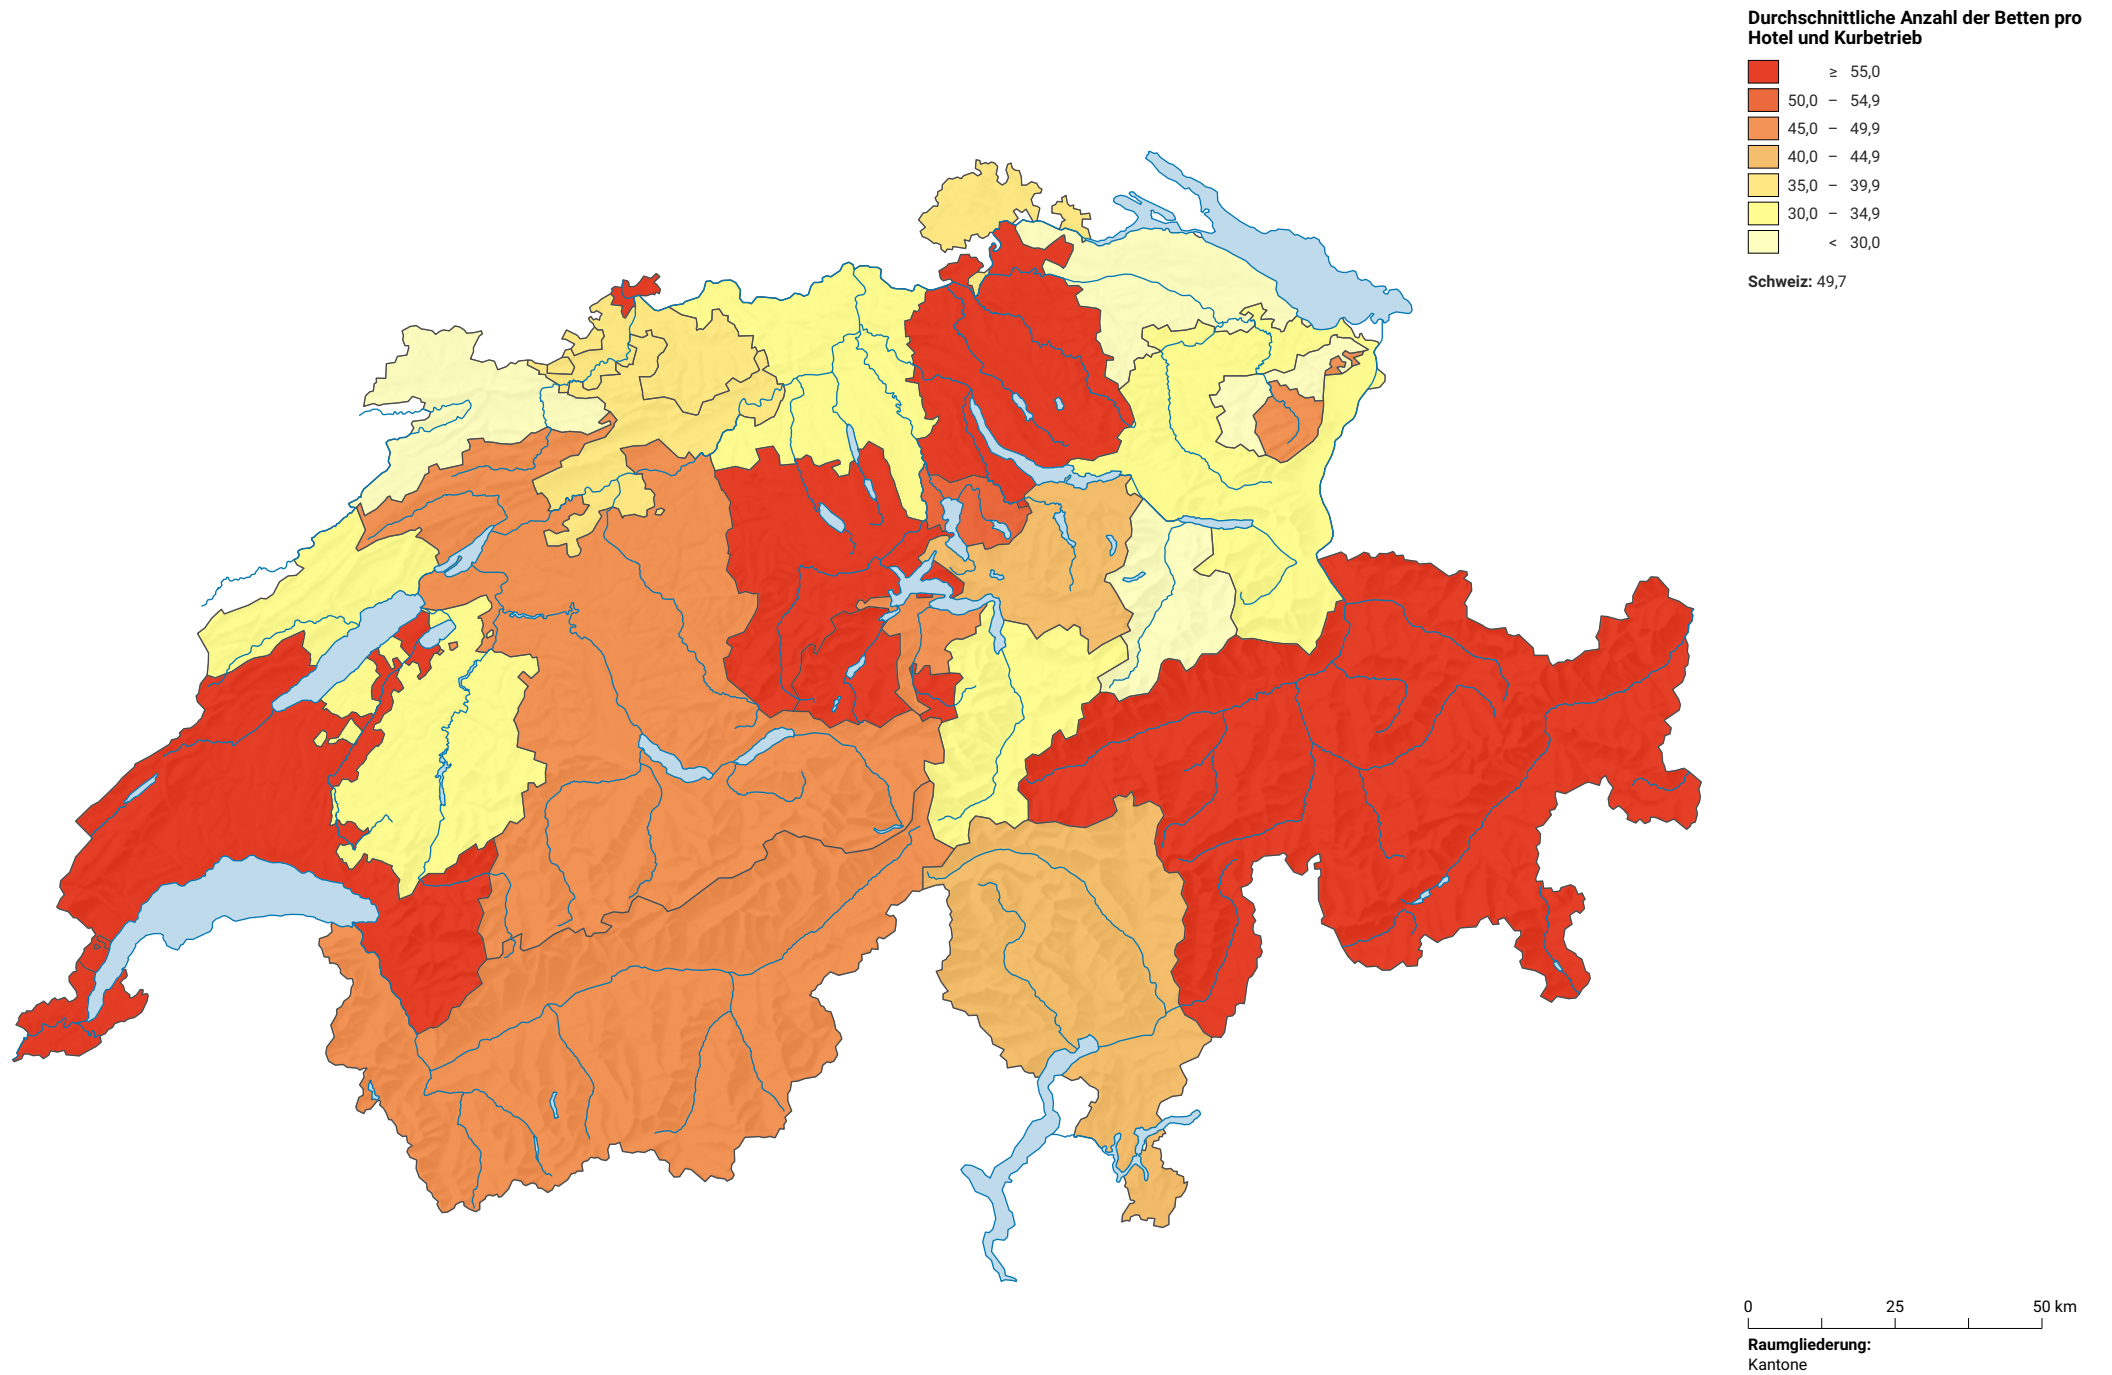 Durchschnittliche Anzahl der Betten pro
Hotel und Kurbetrieb
≥ 55,0
50,0 – 54,9
45,0 – 49,9
40,0 – 44,9
35,0 – 39,9
30,0 – 34,9
< 30,0
Schweiz: 49,7
0 25 50 km
Raumgliederung:
Kantone